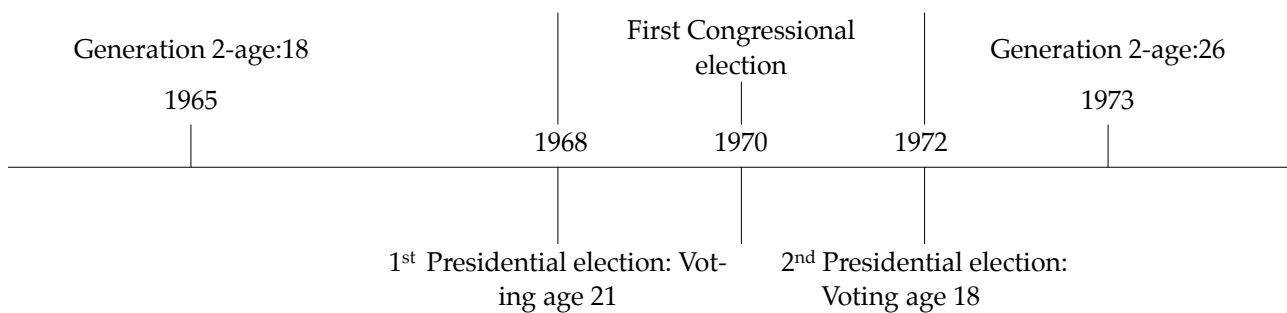 Generation 2-age:18
1965
1968
First Congressional
election
1970
1972
Generation 2-age:26
1973
1st Presidential election: Vot-
ing age 21
2nd Presidential election:
Voting age 18